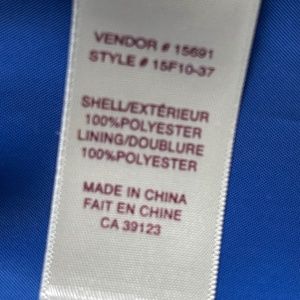 VENDOR # 15691
STYLE # 15F10-37
SHELL/EXTÉRIEUR
100%POLYESTER
LINING/DOUBLURE
100%POLYESTER
MADE IN CHINA
FAIT EN CHINE
CA 39123